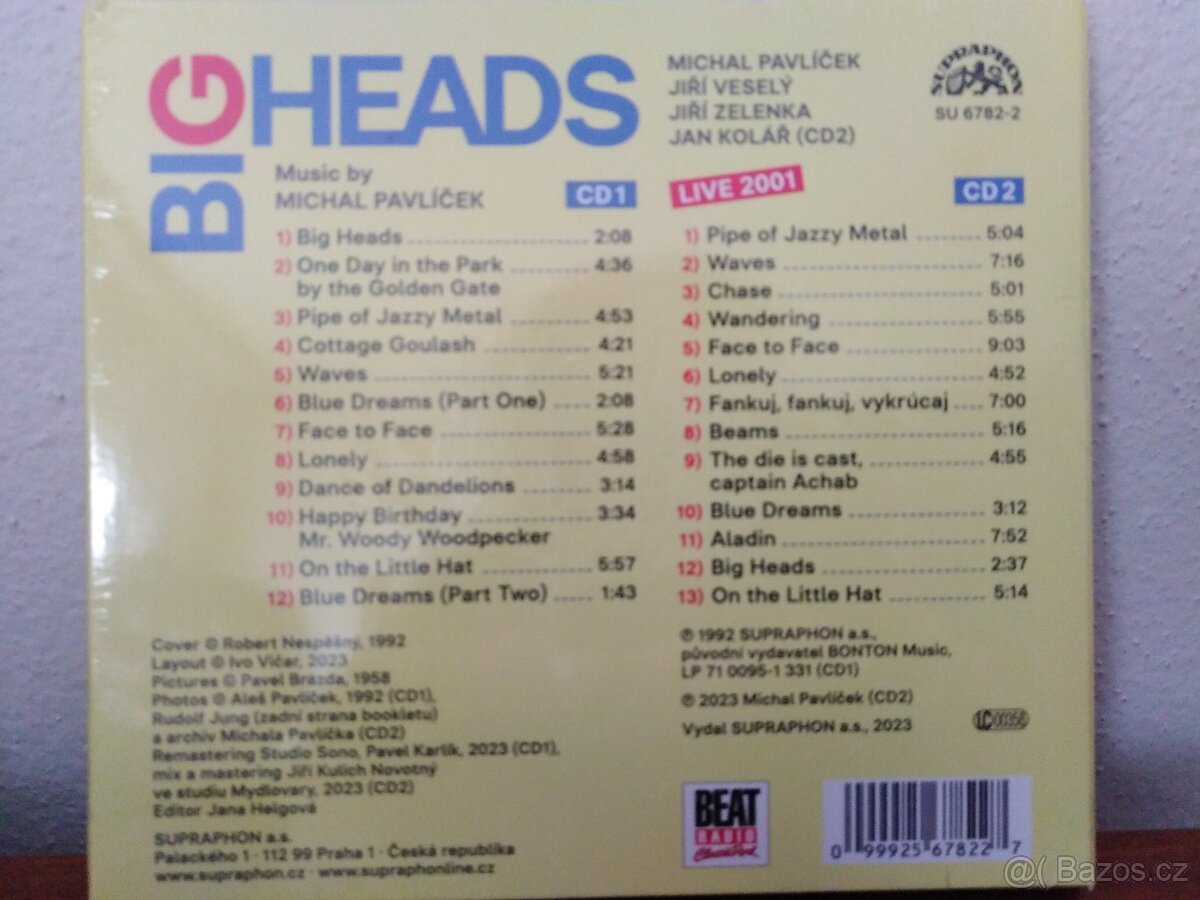 BIG HEADS
MICHAL PAVLÍČEK
JIŘÍ VESELÝ
JIŘÍ ZELENKA
JAN KOLÁŘ (CD2)
SUPRAPHON
SU 6782-2
Music by
MICHAL PAVLÍČEK
CD1
1) Big Heads 2:08
2) One Day in the Park 4:36
by the Golden Gate
3) Pipe of Jazzy Metal 4:53
4) Cottage Goulash 4:21
5) Waves 5:21
6) Blue Dreams (Part One) 2:08
7) Face to Face 5:28
8) Lonely 4:58
9) Dance of Dandelions 3:14
10) Happy Birthday 3:34
Mr. Woody Woodpecker
11) On the Little Hat 5:57
12) Blue Dreams (Part Two) 1:43
LIVE 2001
CD2
1) Pipe of Jazzy Metal 5:04
2) Waves 7:16
3) Chase 5:01
4) Wandering 5:55
5) Face to Face 9:03
6) Lonely 4:52
7) Fankuj, fankuj, vykrúcaj 7:00
8) Beams 5:16
9) The die is cast, 4:55
captain Achab
10) Blue Dreams 3:12
11) Aladin 7:52
12) Big Heads 2:37
13) On the Little Hat 5:14
Cover © Robert Nespěšný, 1992
Layout © Ivo Vičar, 2023
Pictures © Pavel Brázda, 1958
Photos © Aleš Pavlíček, 1992 (CD1),
Rudolf Jung (zadní strana bookletu)
a archiv Michala Pavlíčka (CD2)
Remastering Studio Sono, Pavel Karlík, 2023 (CD1),
mix a mastering Jiří Kulich Novotný
ve studiu Mydlovary, 2023 (CD2)
Editor Jana Helgová
SUPRAPHON a.s.
Palackého 1 · 112 99 Praha 1 · Česká republika
www.supraphon.cz · www.supraphonline.cz
℗ 1992 SUPRAPHON a.s.,
původní vydavatel BONTON Music,
LP 71 0095-1 331 (CD1)
℗ 2023 Michal Pavlíček (CD2)
Vydal SUPRAPHON a.s., 2023
LC 00358
BEAT
RADIO
0 99925 67822 7
@( Bazos.cz